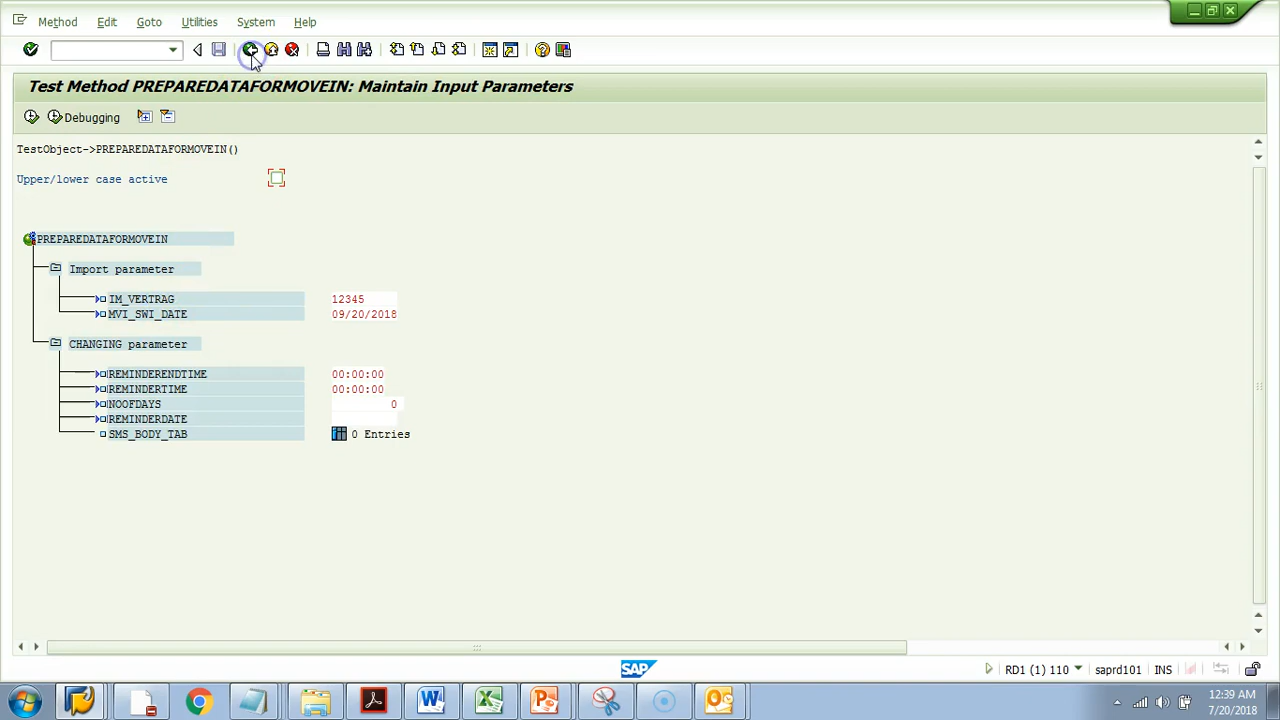 Method Edit Goto Utilities System Help
Test Method PREPAREDATAFORMOVEIN: Maintain Input Parameters
Debugging
TestObject->PREPAREDATAFORMOVEIN()
Upper/lower case active
PREPAREDATAFORMOVEIN
Import parameter
IM_VERTRAG 12345
MVI_SWI_DATE 09/20/2018
CHANGING parameter
REMINDERENDTIME 00:00:00
REMINDERTIME 00:00:00
NOOFDAYS 0
REMINDERDATE
SMS_BODY_TAB 0 Entries
SAP
RD1 (1) 110 saprd101 INS
12:39 AM
7/20/2018